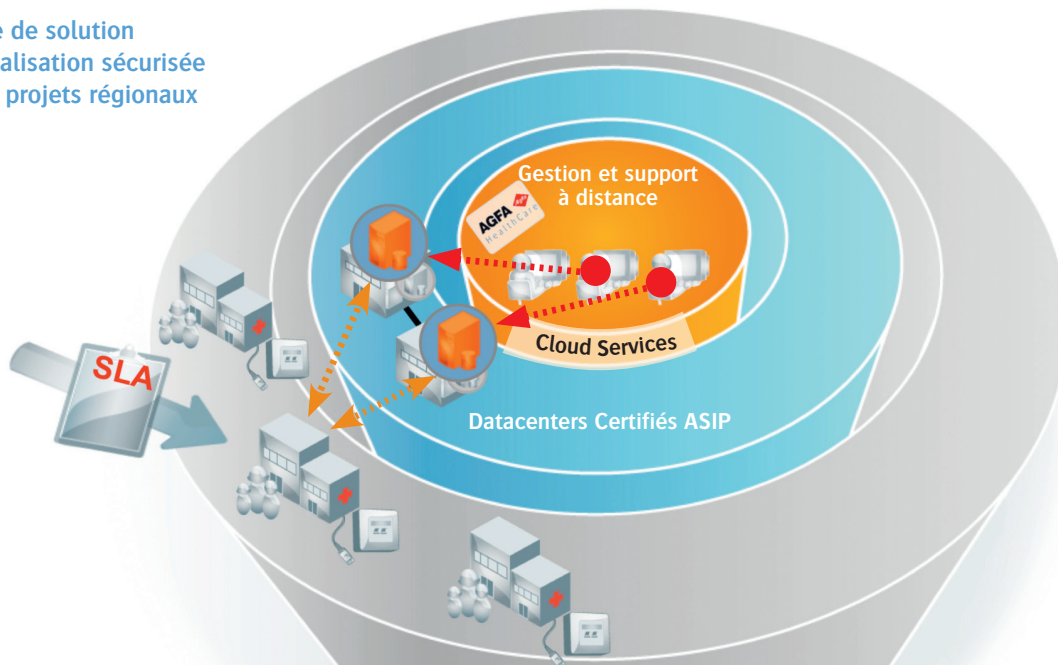 e de solution
alisation sécurisée
projets régionaux
Gestion et support
à distance
AGFA
HealthCare
Cloud Services
SLA
Datacenters Certifiés ASIP